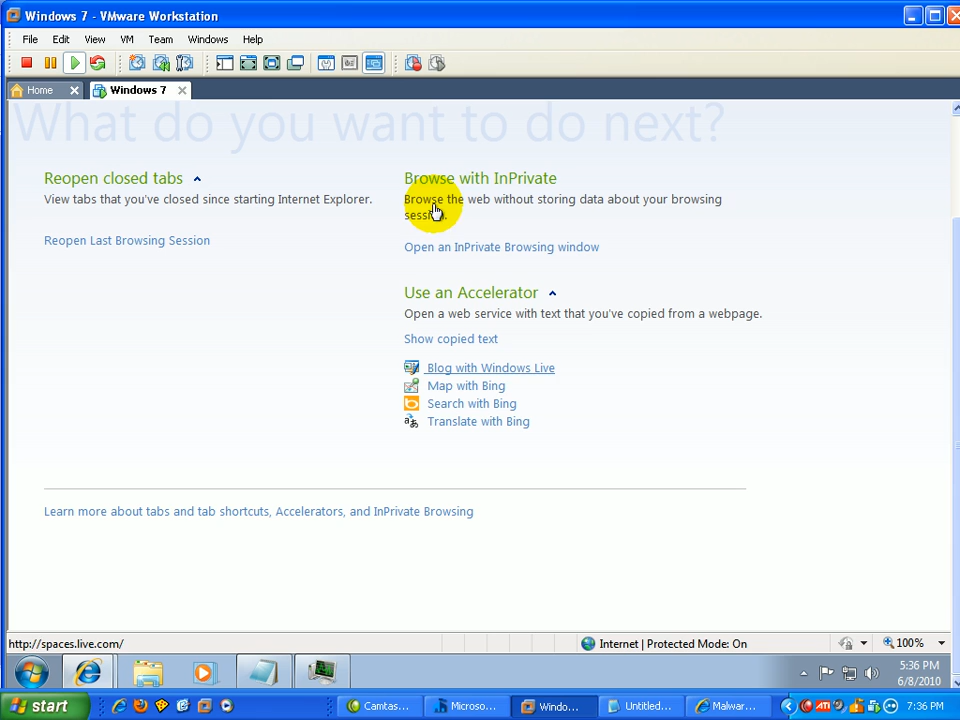 Windows 7 - VMware Workstation
File Edit View VM Team Windows Help
Home Windows 7
What do you want to do next?
Reopen closed tabs
View tabs that you've closed since starting Internet Explorer.
Reopen Last Browsing Session
Browse with InPrivate
Browse the web without storing data about your browsing
session.
Open an InPrivate Browsing window
Use an Accelerator
Open a web service with text that you've copied from a webpage.
Show copied text
Blog with Windows Live
Map with Bing
Search with Bing
Translate with Bing
Learn more about tabs and tab shortcuts, Accelerators, and InPrivate Browsing
http://spaces.live.com/ Internet | Protected Mode: On 100%
5:36 PM
6/8/2010
start Camtas... Microso... Windo... Untitled... Malwar... ATI 7:36 PM